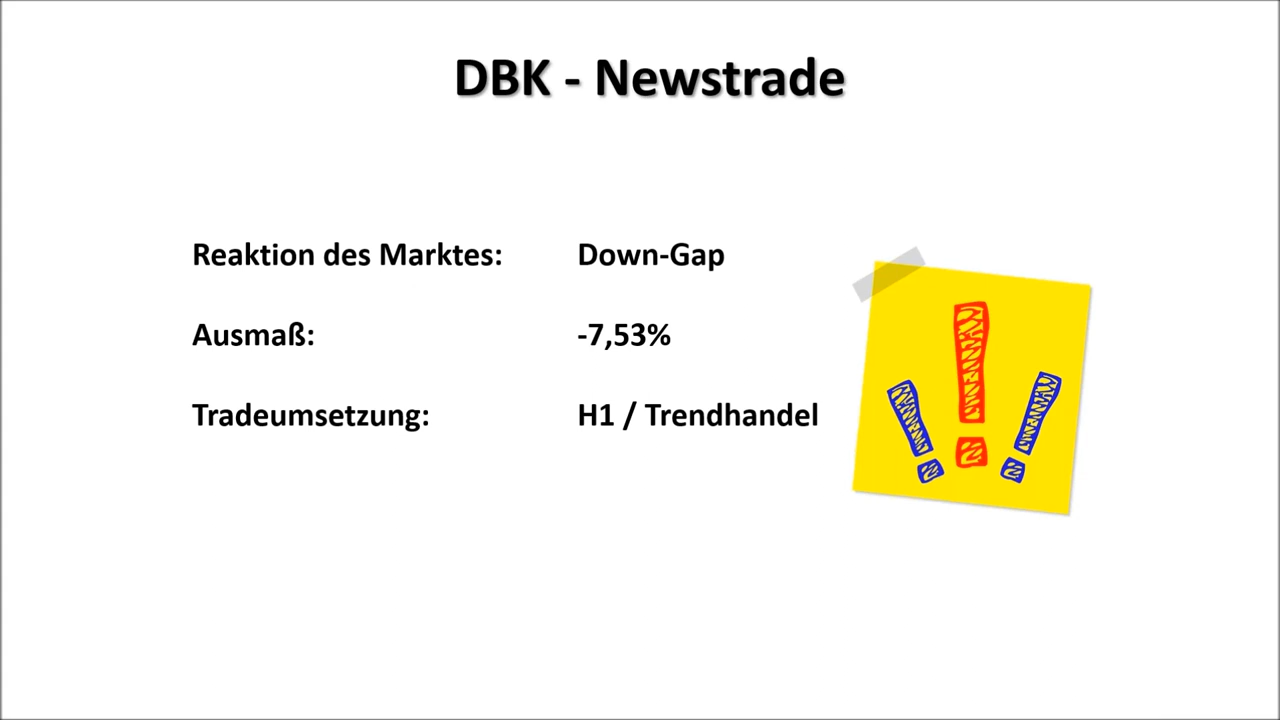 DBK - Newstrade
Reaktion des Marktes: Down-Gap
Ausmaß: -7,53%
Tradeumsetzung: H1 / Trendhandel